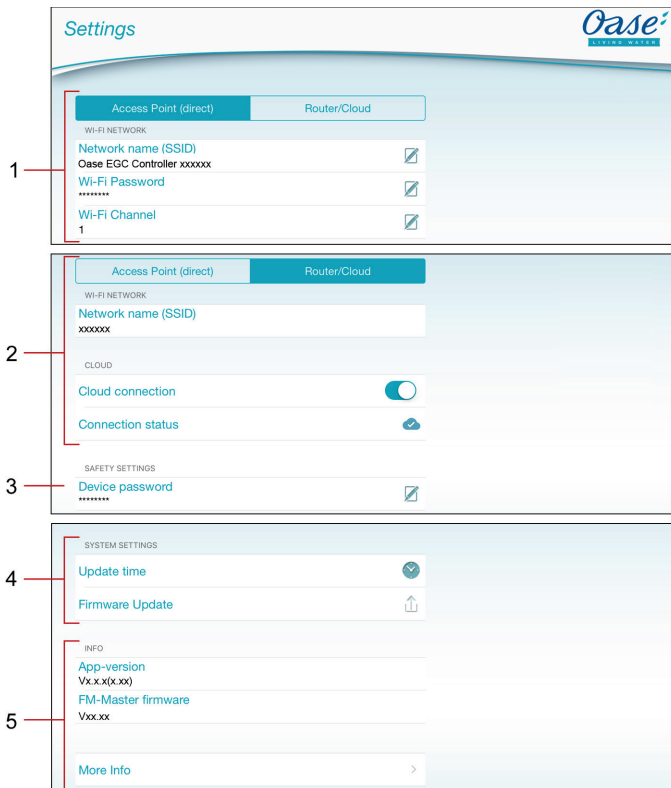 Settings
Oase
LIVING WATER
1
Access Point (direct) Router/Cloud
WI-FI NETWORK
Network name (SSID)
Oase EGC Controller xxxxxx
Wi-Fi Password
********
Wi-Fi Channel
1
2
Access Point (direct) Router/Cloud
WI-FI NETWORK
Network name (SSID)
xxxxxx
CLOUD
Cloud connection
Connection status
3
SAFETY SETTINGS
Device password
********
4
SYSTEM SETTINGS
Update time
Firmware Update
5
INFO
App-version
Vx.x.x(x.xx)
FM-Master firmware
Vxx.xx
More Info